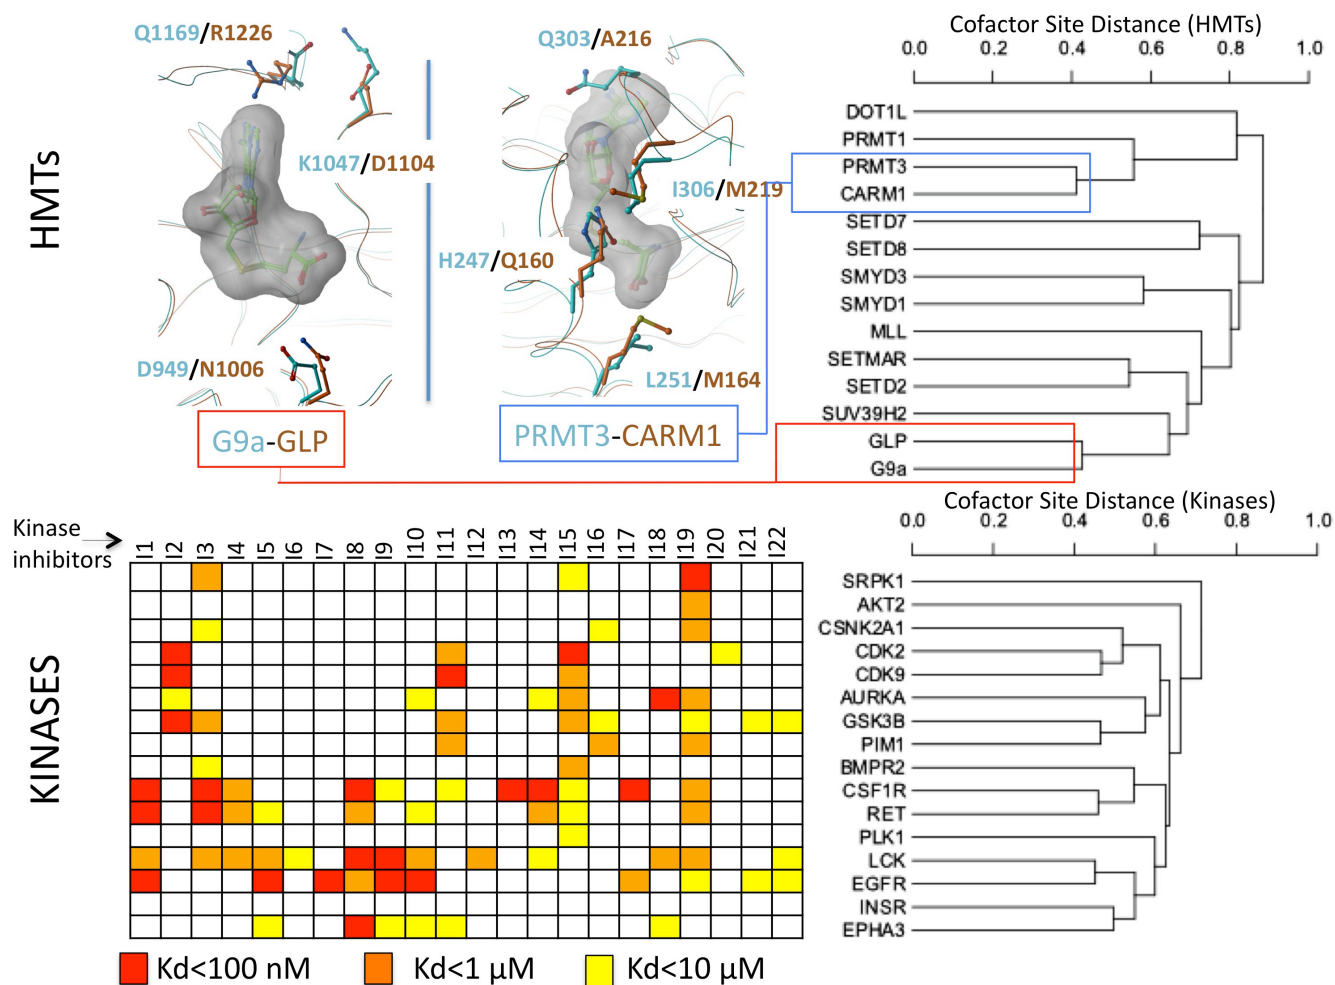 HMTs
Q1169/R1226
K1047/D1104
D949/N1006
G9a-GLP
Q303/A216
I306/M219
H247/Q160
L251/M164
PRMT3-CARM1
Cofactor Site Distance (HMTs)
0.0 0.2 0.4 0.6 0.8 1.0
DOT1L
PRMT1
PRMT3
CARM1
SETD7
SETD8
SMYD3
SMYD1
MLL
SETMAR
SETD2
SUV39H2
GLP
G9a
KINASES
Kinase
inhibitors
I1 I2 I3 I4 I5 I6 I7 I8 I9 I10 I11 I12 I13 I14 I15 I16 I17 I18 I19 I20 I21 I22
Cofactor Site Distance (Kinases)
0.0 0.2 0.4 0.6 0.8 1.0
SRPK1
AKT2
CSNK2A1
CDK2
CDK9
AURKA
GSK3B
PIM1
BMPR2
CSF1R
RET
PLK1
LCK
EGFR
INSR
EPHA3
Kd<100 nM Kd<1 μM Kd<10 μM